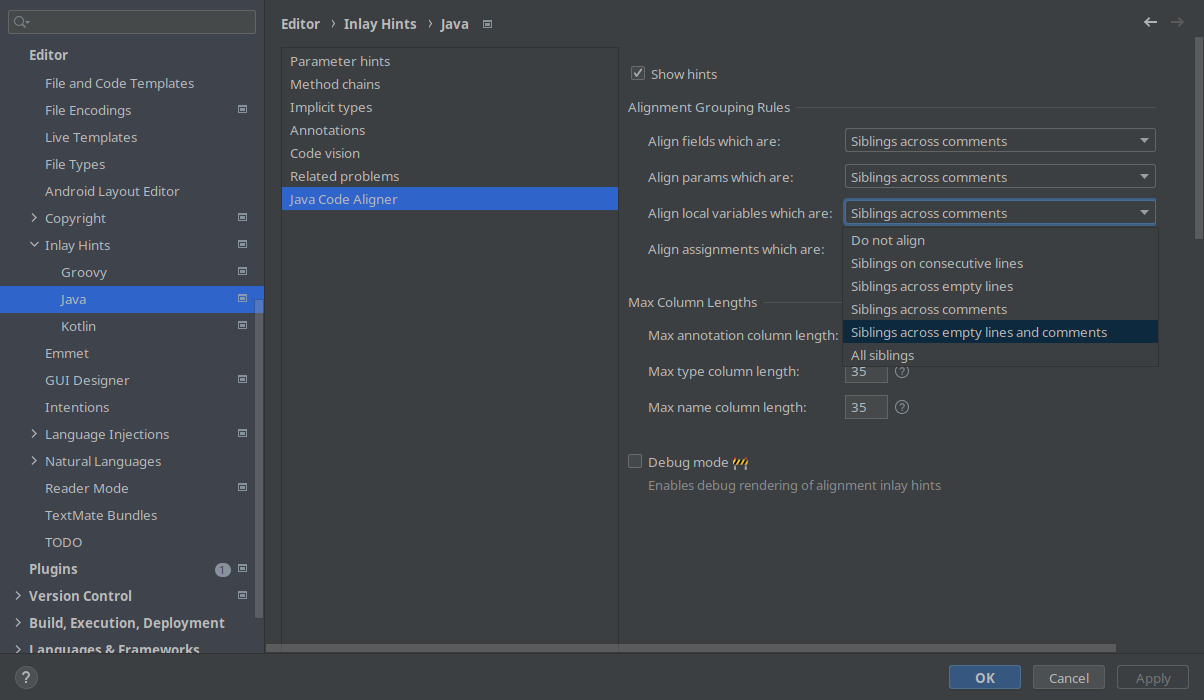 Editor
File and Code Templates
File Encodings
Live Templates
File Types
Android Layout Editor
Copyright
Inlay Hints
Groovy
Java
Kotlin
Emmet
GUI Designer
Intentions
Language Injections
Natural Languages
Reader Mode
TextMate Bundles
TODO
Plugins 1
Version Control
Build, Execution, Deployment
Languages & Frameworks
Editor › Inlay Hints › Java
Parameter hints
Method chains
Implicit types
Annotations
Code vision
Related problems
Java Code Aligner
Show hints
Alignment Grouping Rules
Align fields which are: Siblings across comments
Align params which are: Siblings across comments
Align local variables which are: Siblings across comments
Align assignments which are:
Do not align
Siblings on consecutive lines
Siblings across empty lines
Siblings across comments
Siblings across empty lines and comments
All siblings
Max Column Lengths
Max annotation column length:
Max type column length: 35 ?
Max name column length: 35 ?
Debug mode 🚧
Enables debug rendering of alignment inlay hints
? OK Cancel Apply